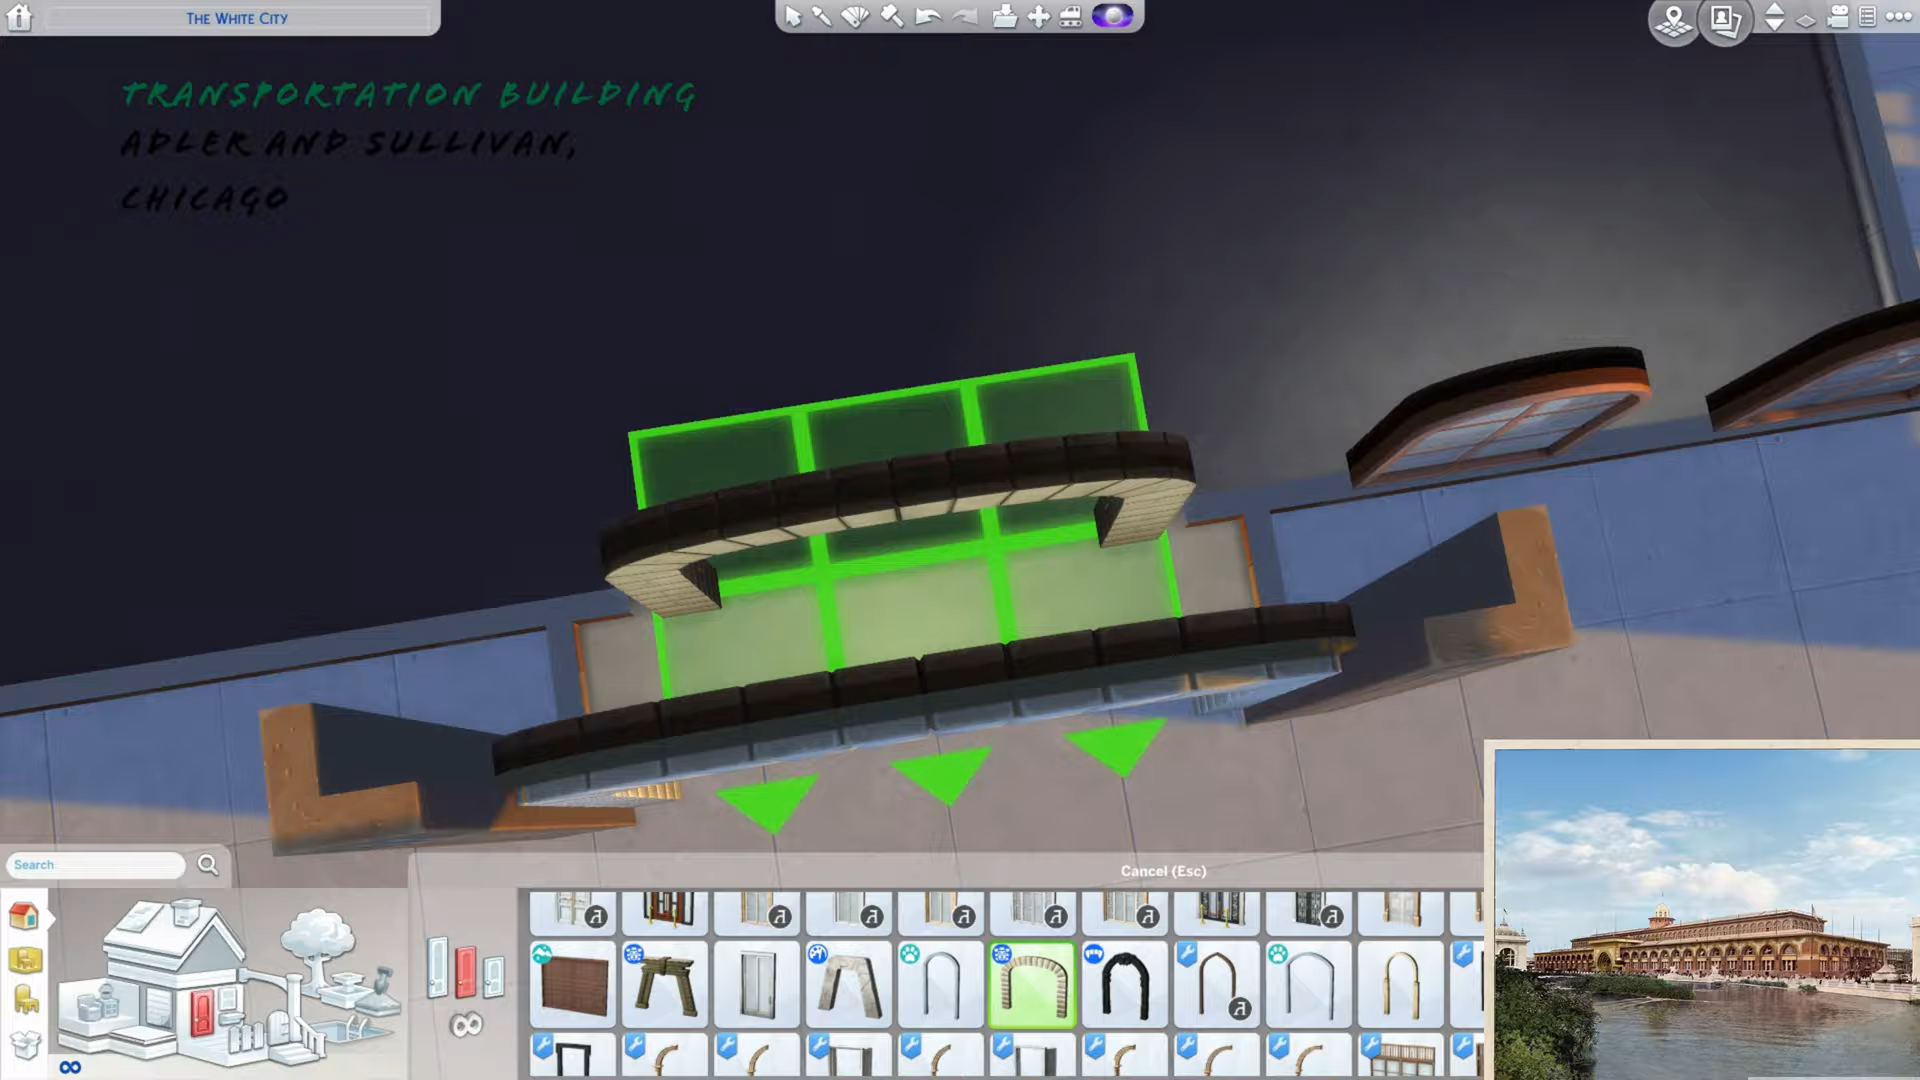 THE WHITE CITY
TRANSPORTATION BUILDING
ADLER AND SULLIVAN,
CHICAGO
Cancel (Esc)
Search